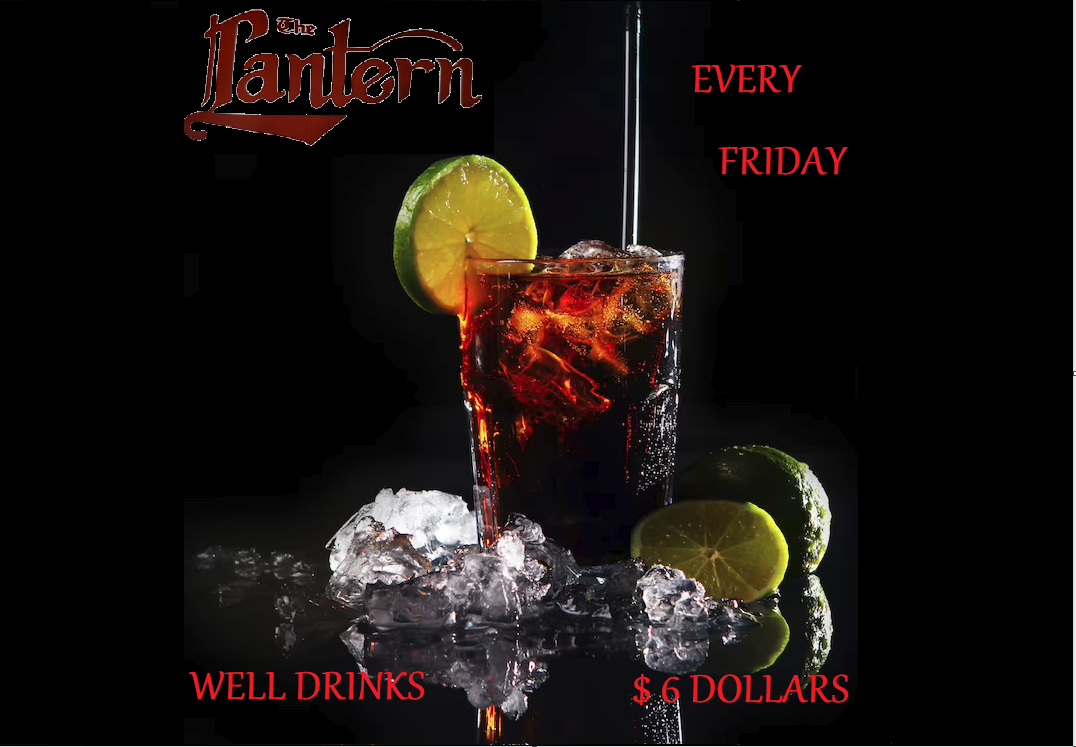 The
Lantern
EVERY
FRIDAY
WELL DRINKS
$ 6 DOLLARS